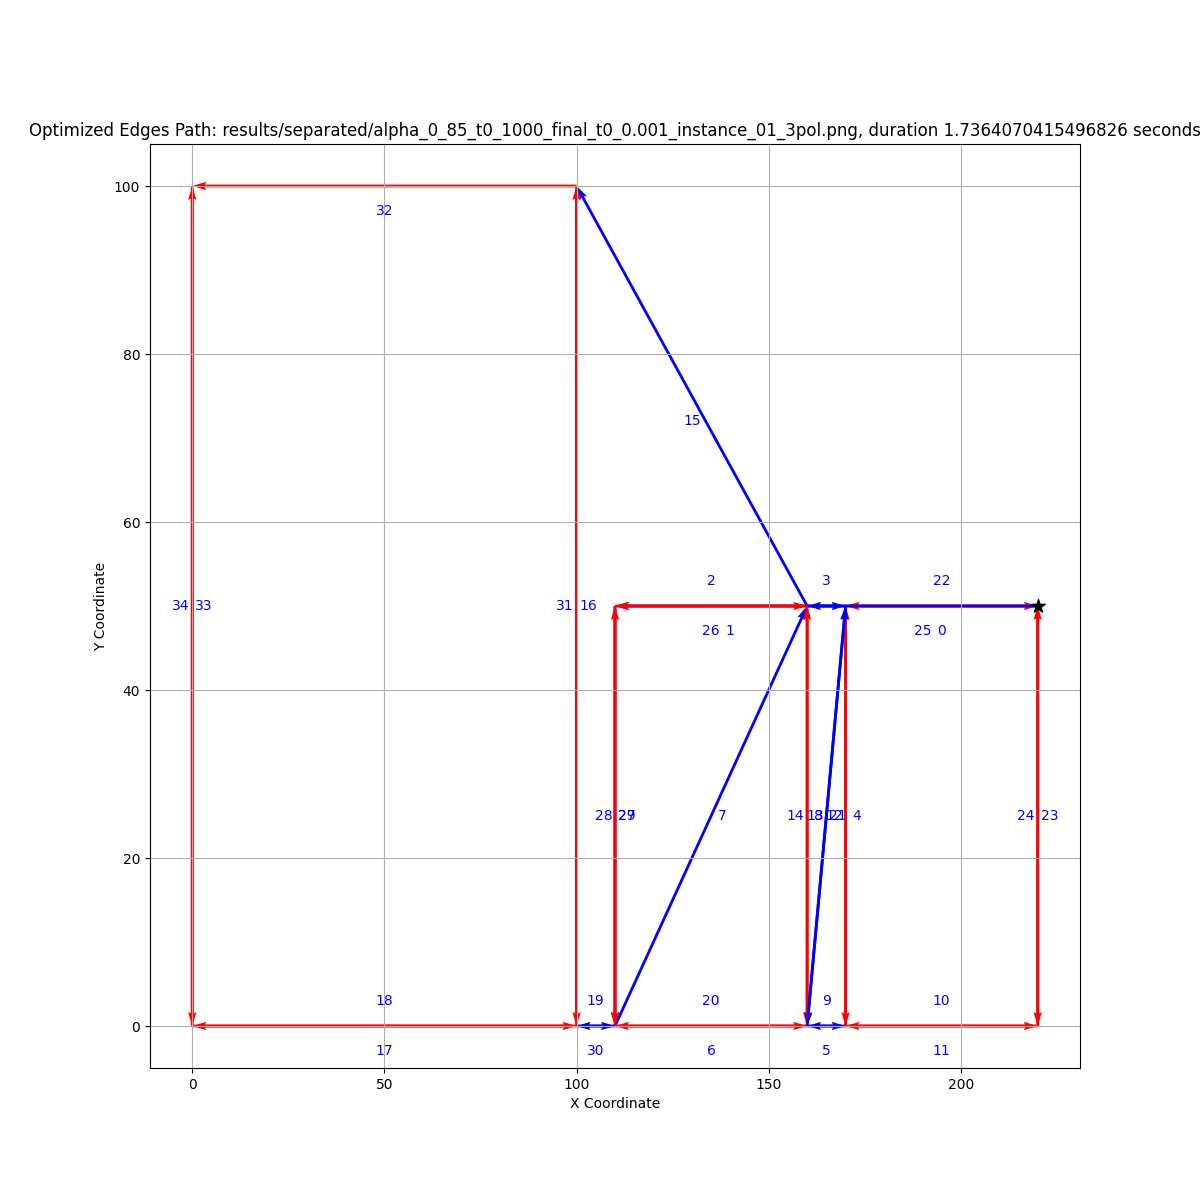 Optimized Edges Path: results/separated/alpha_0_85_t0_1000_final_t0_0.001_instance_01_3pol.png, duration 1.7364070415496826 seconds
100
32
80
15
60
2 3 22
34 33 31 16
26 1 25 0
Y Coordinate
40
28 7 14 4 24 23
20
18 19 20 9 10
0
17 30 6 5 11
0 50 100 150 200
X Coordinate